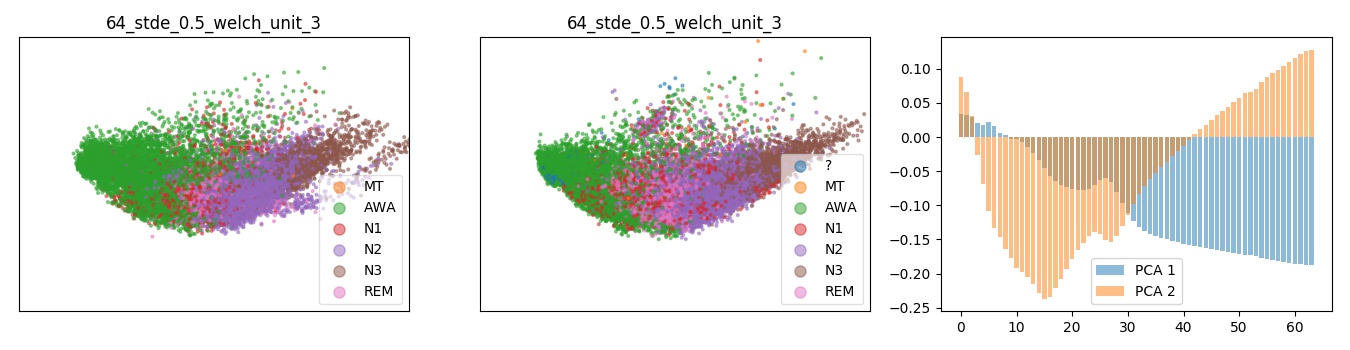 64_stde_0.5_welch_unit_3
MT
AWA
N1
N2
N3
REM
64_stde_0.5_welch_unit_3
?
MT
AWA
N1
N2
N3
REM
0.10
0.05
0.00
−0.05
−0.10
−0.15
−0.20
−0.25
PCA 1
PCA 2
0 10 20 30 40 50 60